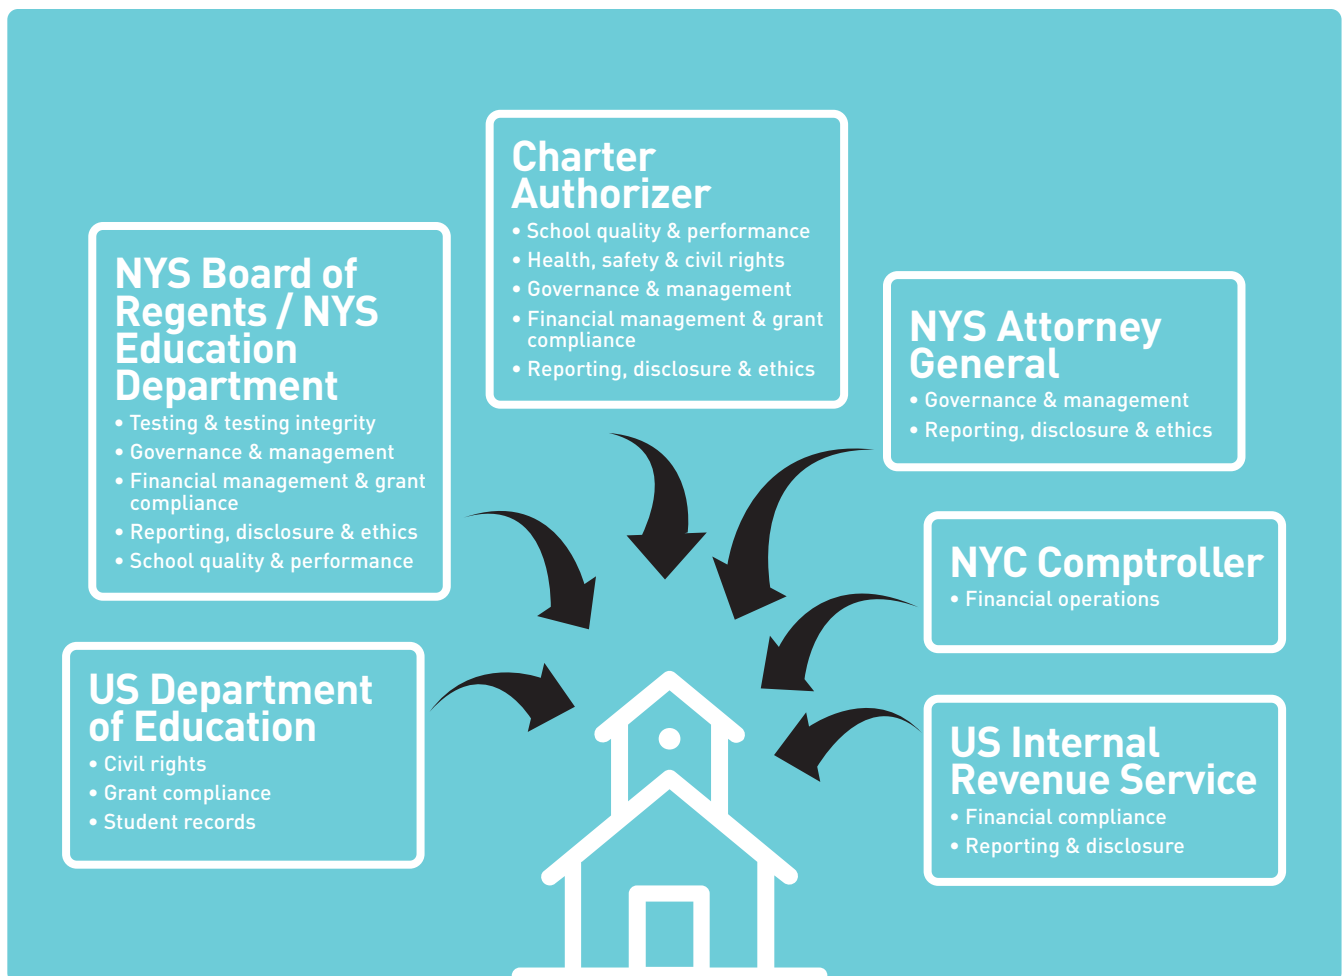 Charter
Authorizer
• School quality & performance
• Health, safety & civil rights
• Governance & management
• Financial management & grant
compliance
• Reporting, disclosure & ethics
NYS Board of
Regents / NYS
Education
Department
• Testing & testing integrity
• Governance & management
• Financial management & grant
compliance
• Reporting, disclosure & ethics
• School quality & performance
NYS Attorney
General
• Governance & management
• Reporting, disclosure & ethics
NYC Comptroller
• Financial operations
US Department
of Education
• Civil rights
• Grant compliance
• Student records
US Internal
Revenue Service
• Financial compliance
• Reporting & disclosure